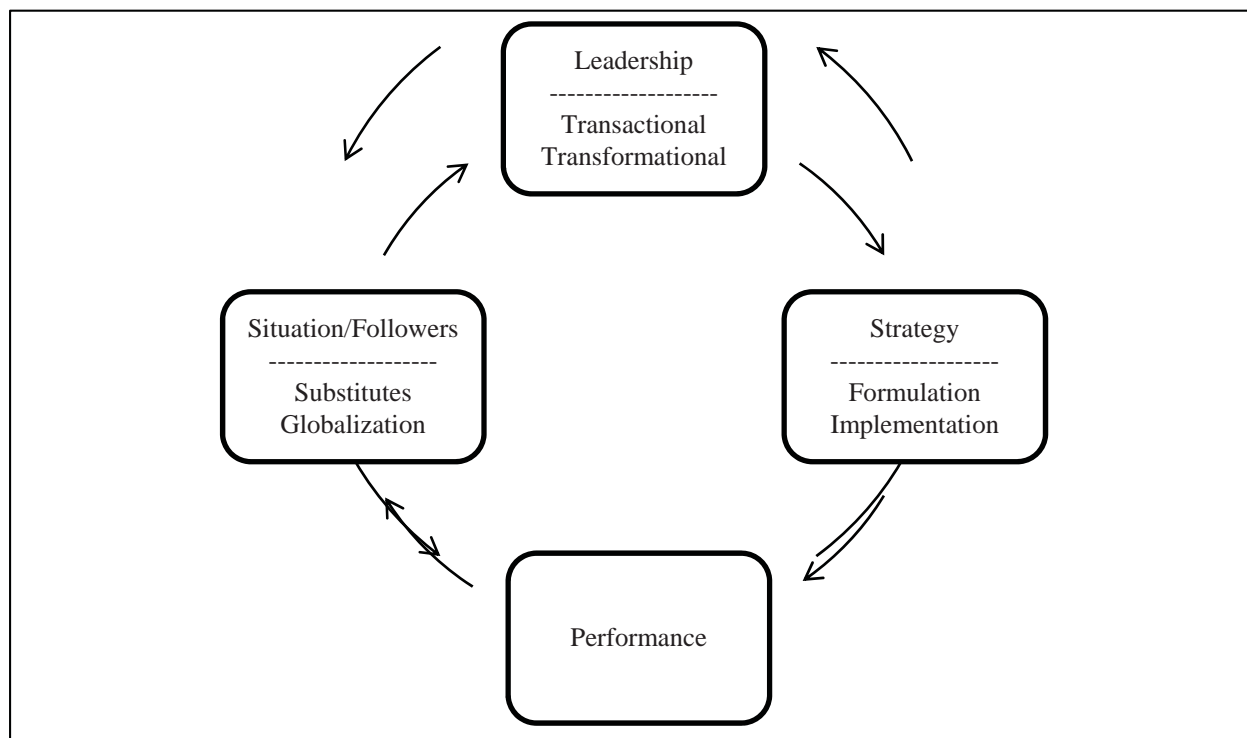 Leadership
-------------------
Transactional
Transformational
Situation/Followers
-------------------
Substitutes
Globalization
Strategy
-------------------
Formulation
Implementation
Performance